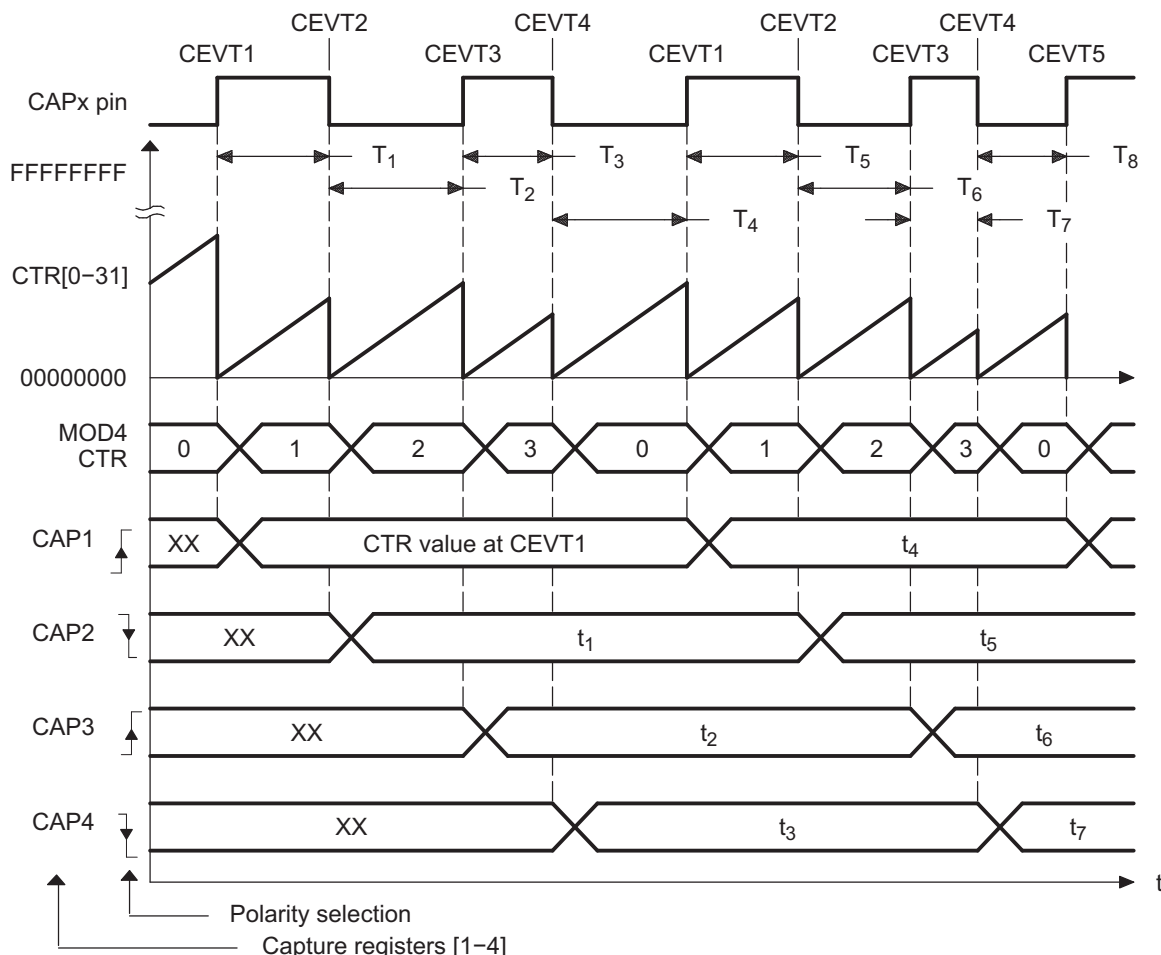 CEVT2 CEVT4 CEVT2 CEVT4
CEVT1 CEVT3 CEVT1 CEVT3 CEVT5
CAPx pin
T1 T3 T5 T8
FFFFFFFF
T2 T6
T4 T7
CTR[0−31]
00000000
MOD4
CTR
0 1 2 3 0 1 2 3 0
CAP1 XX CTR value at CEVT1 t4
CAP2 XX t1 t5
CAP3 XX t2 t6
CAP4 XX t3 t7
t
Polarity selection
Capture registers [1−4]